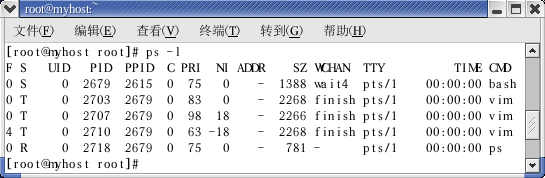 root@myhost:~
文件(F) 编辑(E) 查看(V) 终端(T) 转到(G) 帮助(H)
[root@myhost root]# ps -l
F S UID PID PPID C PRI NI ADDR SZ WCHAN TTY TIME CMD
0 S 0 2679 2615 0 75 0 - 1388 wait4 pts/1 00:00:00 bash
0 T 0 2703 2679 0 83 0 - 2268 finish pts/1 00:00:00 vim
0 T 0 2707 2679 0 98 18 - 2266 finish pts/1 00:00:00 vim
4 T 0 2710 2679 0 63 -18 - 2268 finish pts/1 00:00:00 vim
0 R 0 2718 2679 0 75 0 - 781 - pts/1 00:00:00 ps
[root@myhost root]#